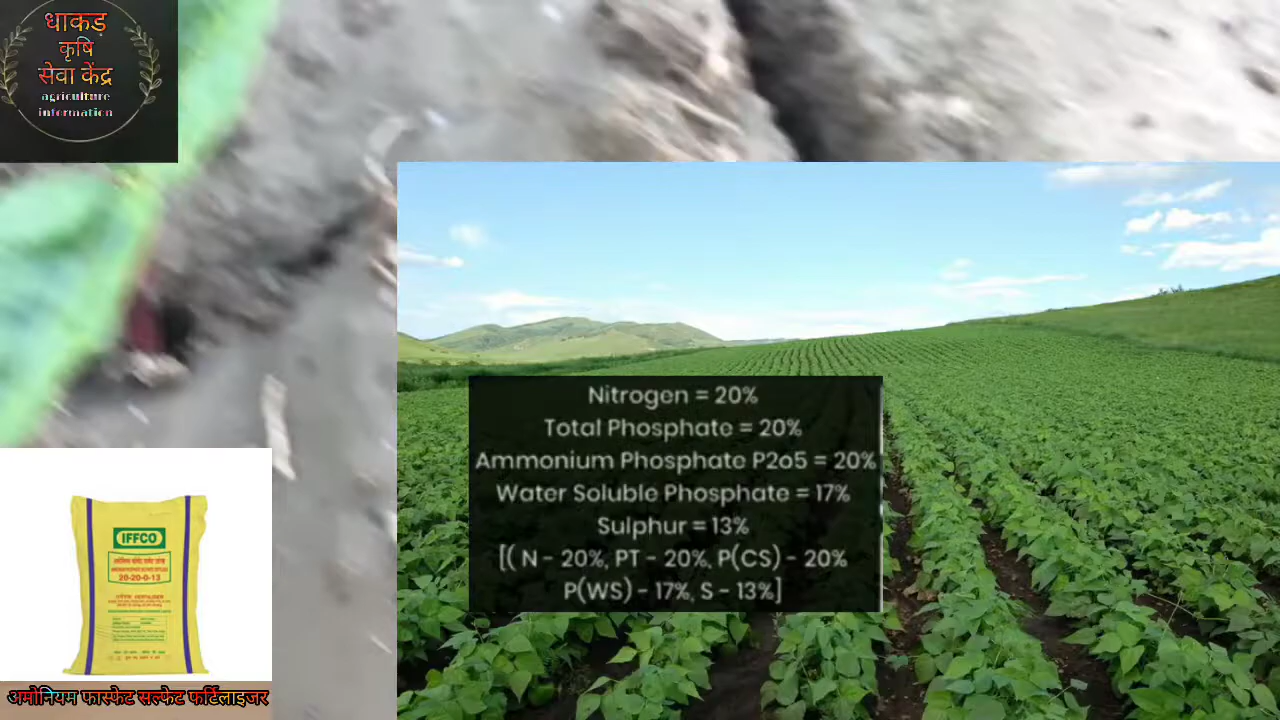 धाकड़
कृषि
सेवा केंद्र
agriculture
information
Nitrogen = 20%
Total Phosphate = 20%
Ammonium Phosphate P2o5 = 20%
Water Soluble Phosphate = 17%
Sulphur = 13%
[( N - 20%, PT - 20%, P(CS) - 20%
P(WS) - 17%, S - 13%]
IFFCO
20-20-0-13
अमोनियम फास्फेट सल्फेट फर्टिलाइजर